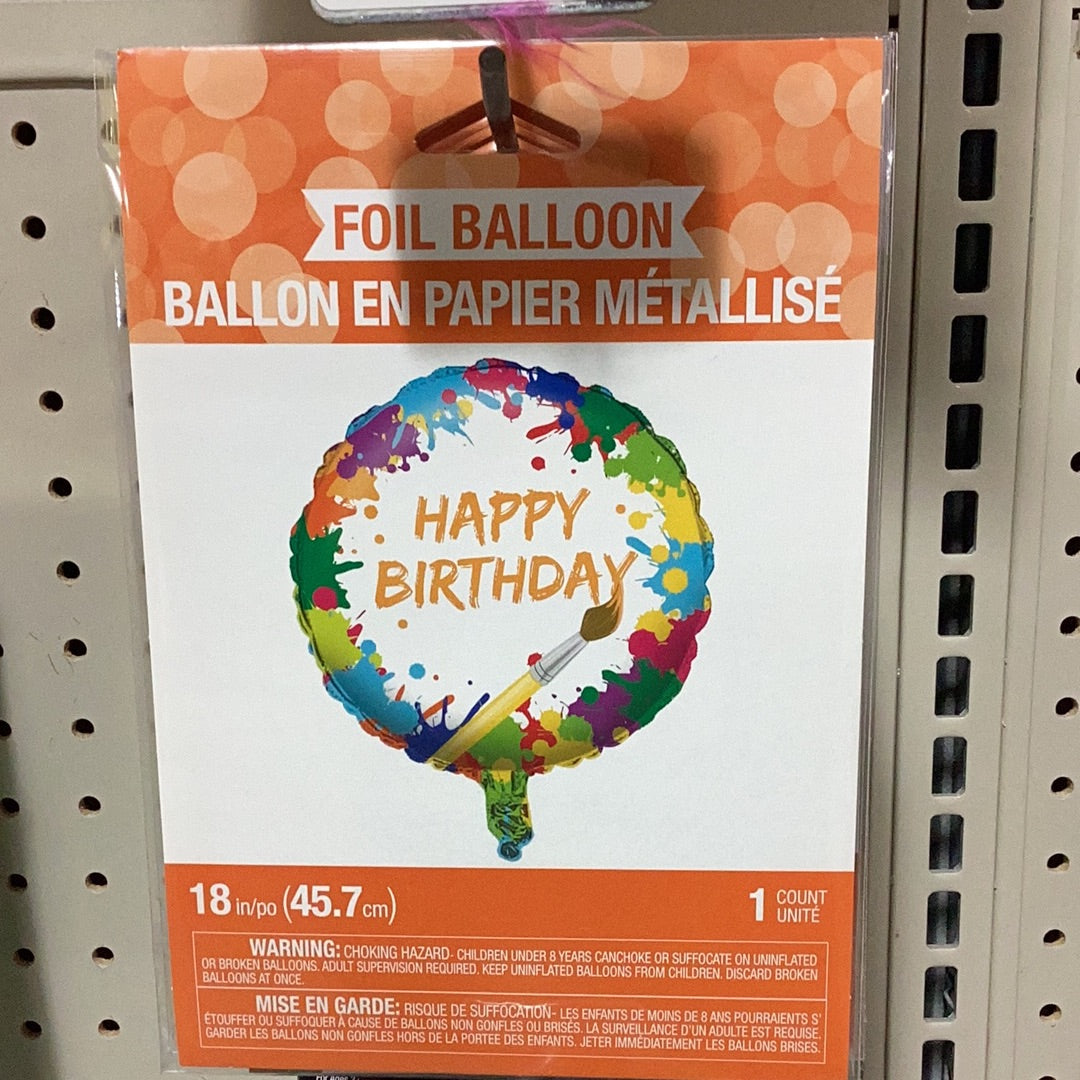 FOIL BALLOON
BALLON EN PAPIER MÉTALLISÉ
HAPPY
BIRTHDAY
18 in/po (45.7cm)
1 COUNT
UNITÉ
WARNING: CHOKING HAZARD- CHILDREN UNDER 8 YEARS CANCHOKE OR SUFFOCATE ON UNINFLATED
OR BROKEN BALLOONS. ADULT SUPERVISION REQUIRED. KEEP UNINFLATED BALLOONS FROM CHILDREN. DISCARD BROKEN
BALLOONS AT ONCE.
MISE EN GARDE: RISQUE DE SUFFOCATION- LES ENFANTS DE MOINS DE 8 ANS POURRAIENTS S'
ÉTOUFFER OU SUFFOQUER À CAUSE DE BALLONS NON GONFLES OU BRISÉS. LA SURVEILLANCE D'UN ADULTE EST REQUISE.
GARDER LES BALLONS NON GONFLES HORS DE LA PORTEE DES ENFANTS. JETER IMMÉDIATEMENT LES BALLONS BRISES.